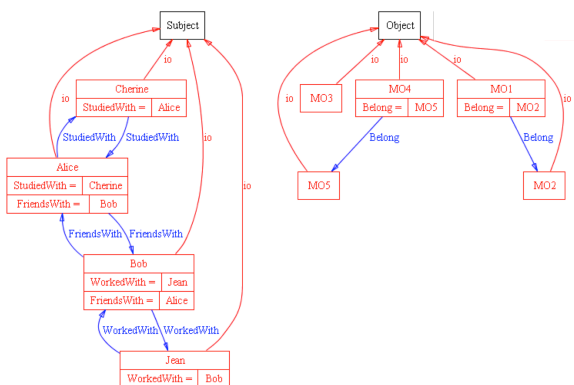 Subject
Object
io
io
io
io
io
Cherine
StudiedWith = Alice
MO3
MO4
Belong = MO5
MO1
Belong = MO2
StudiedWith
StudiedWith
io
io
io
Belong
Belong
Alice
StudiedWith = Cherine
FriendsWith = Bob
MO5
MO2
io
FriendsWith
FriendsWith
Bob
WorkedWith = Jean
FriendsWith = Alice
WorkedWith
WorkedWith
Jean
WorkedWith = Bob